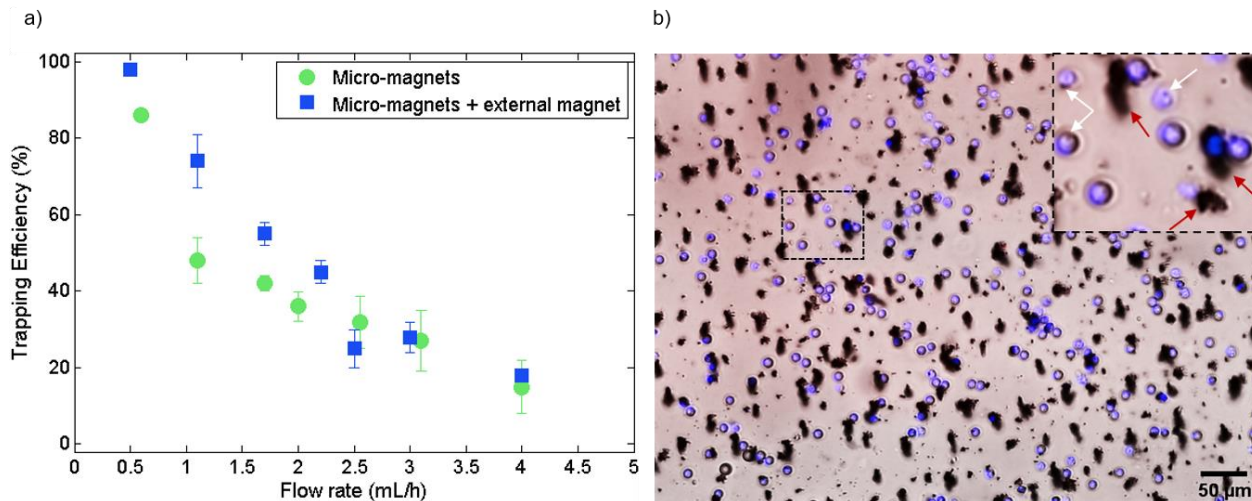 a)
b)
100
80
60
40
20
0
Trapping Efficiency (%)
Micro-magnets
Micro-magnets + external magnet
0 0.5 1 1.5 2 2.5 3 3.5 4 4.5 5
Flow rate (mL/h)
50 µm